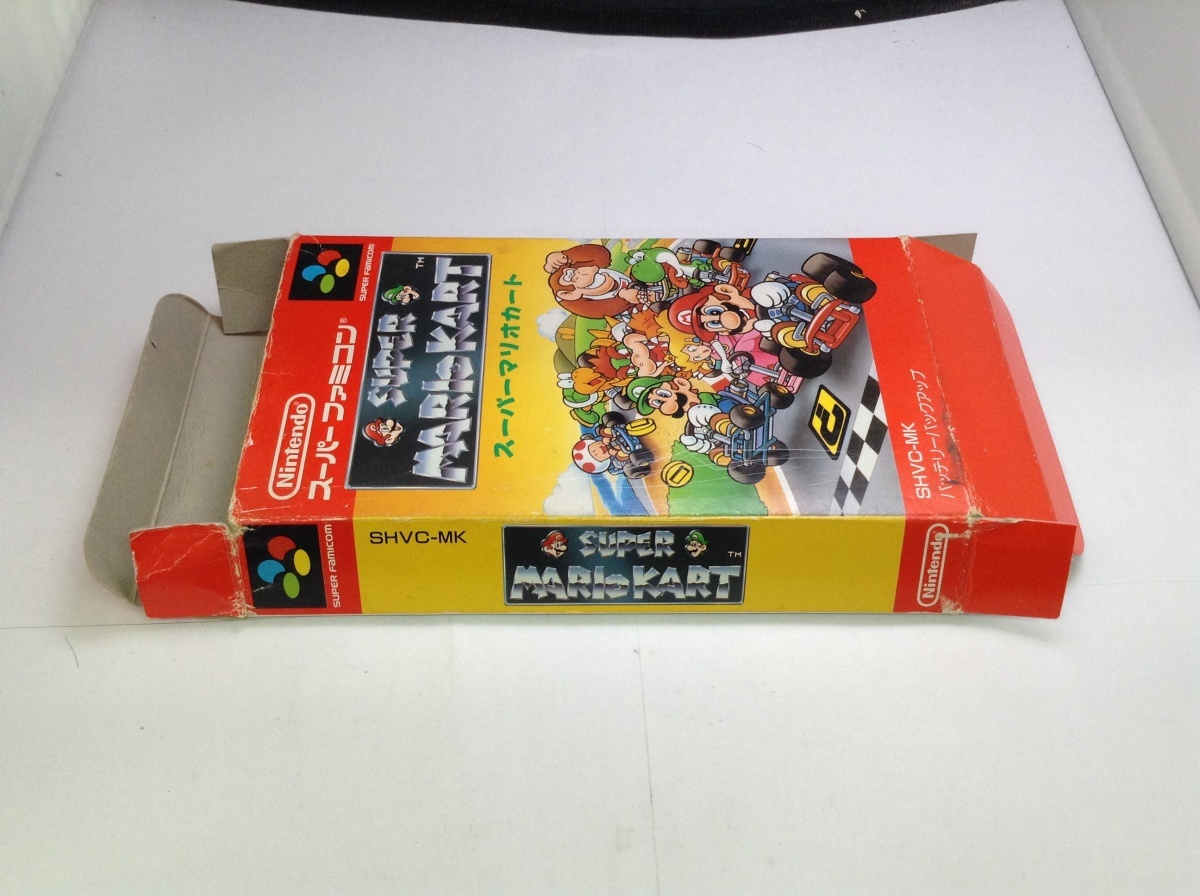 Nintendo
スーパーファミコン®
SUPER FAMICOM
SUPER
MARIO KART
TM
スーパーマリオカート
SHVC-MK
バッテリーバックアップ
SUPER FAMICOM
SHVC-MK
SUPER
MARIO KART
TM
Nintendo